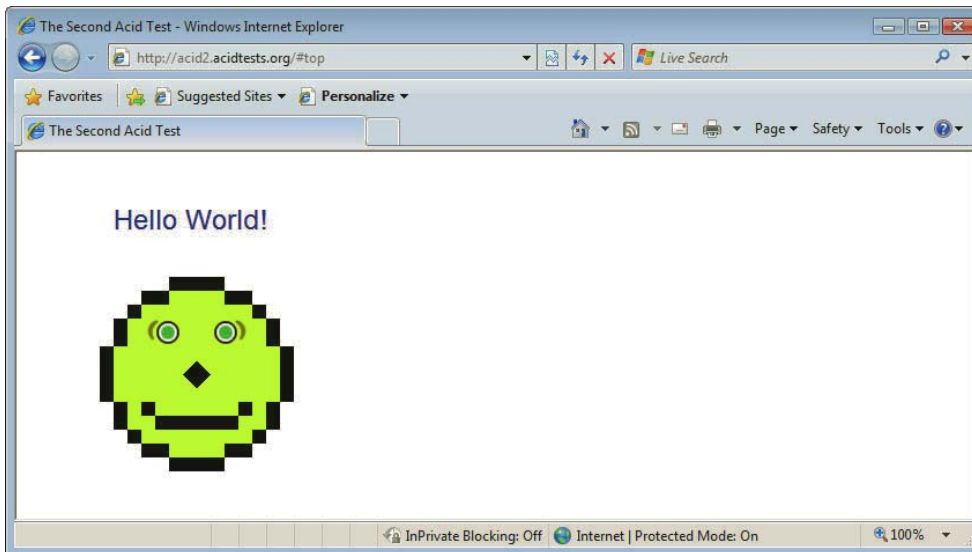 The Second Acid Test - Windows Internet Explorer
http://acid2.acidtests.org/#top
Live Search
Favorites Suggested Sites Personalize
The Second Acid Test
Page Safety Tools
Hello World!
InPrivate Blocking: Off Internet | Protected Mode: On 100%